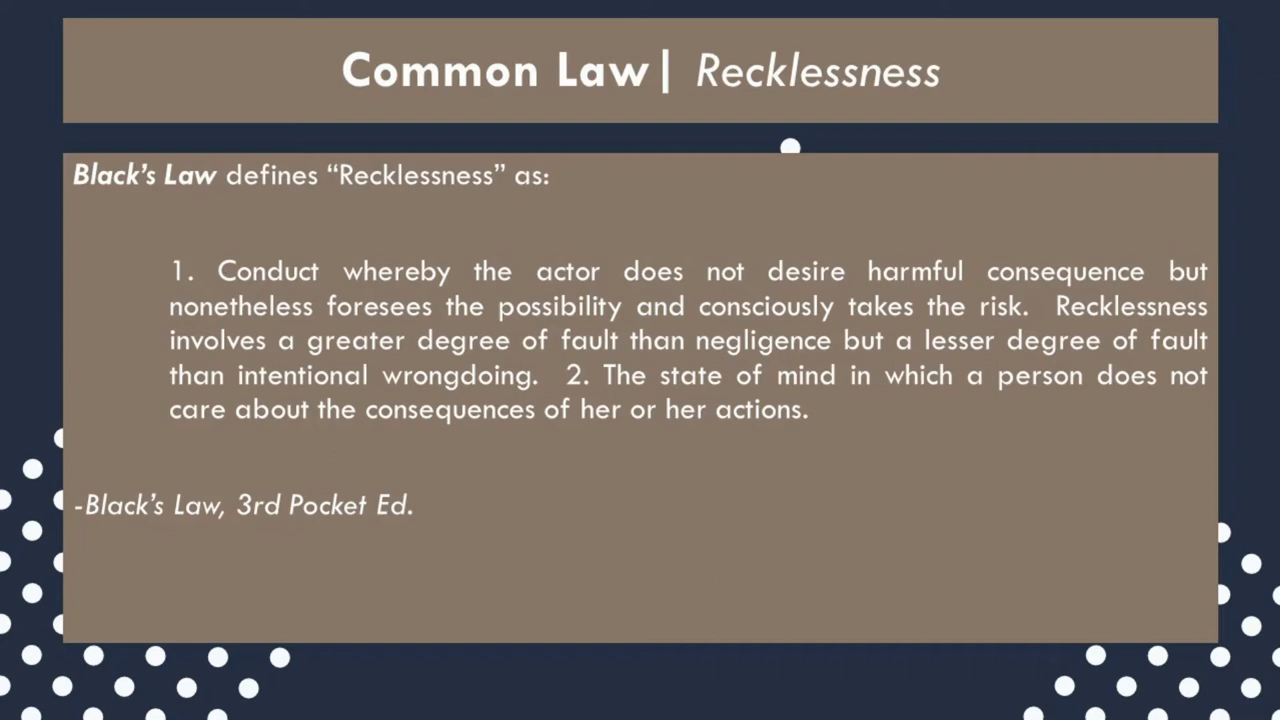 Common Law| Recklessness
Black’s Law defines “Recklessness” as:
1. Conduct whereby the actor does not desire harmful consequence but
nonetheless foresees the possibility and consciously takes the risk. Recklessness
involves a greater degree of fault than negligence but a lesser degree of fault
than intentional wrongdoing. 2. The state of mind in which a person does not
care about the consequences of her or her actions.
-Black’s Law, 3rd Pocket Ed.